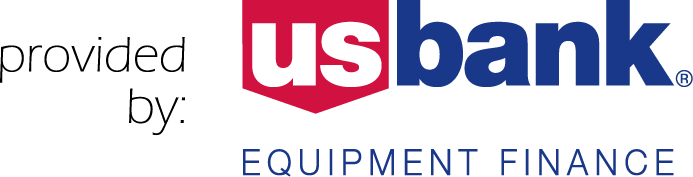 provided
by:
usbank®
EQUIPMENT FINANCE